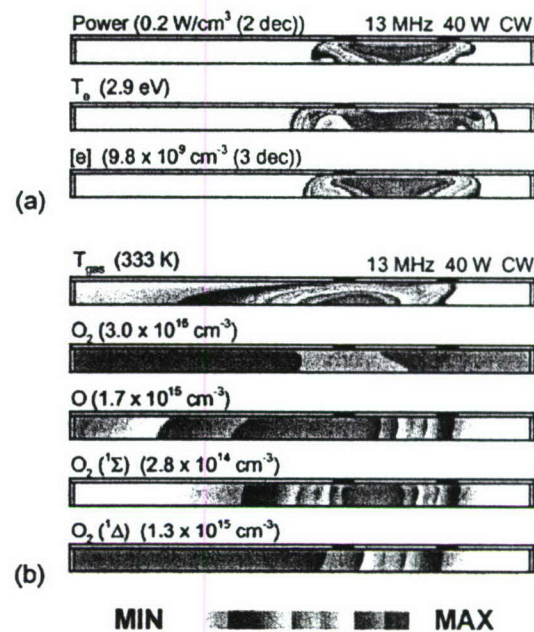 Power (0.2 W/cm³ (2 dec)) 13 MHz 40 W CW
Tₑ (2.9 eV)
[e] (9.8 x 10⁹ cm⁻³ (3 dec))
(a)
T_gas (333 K) 13 MHz 40 W CW
O₂ (3.0 x 10¹⁶ cm⁻³)
O (1.7 x 10¹⁵ cm⁻³)
O₂ (¹Σ) (2.8 x 10¹⁴ cm⁻³)
O₂ (¹Δ) (1.3 x 10¹⁵ cm⁻³)
(b)
MIN MAX